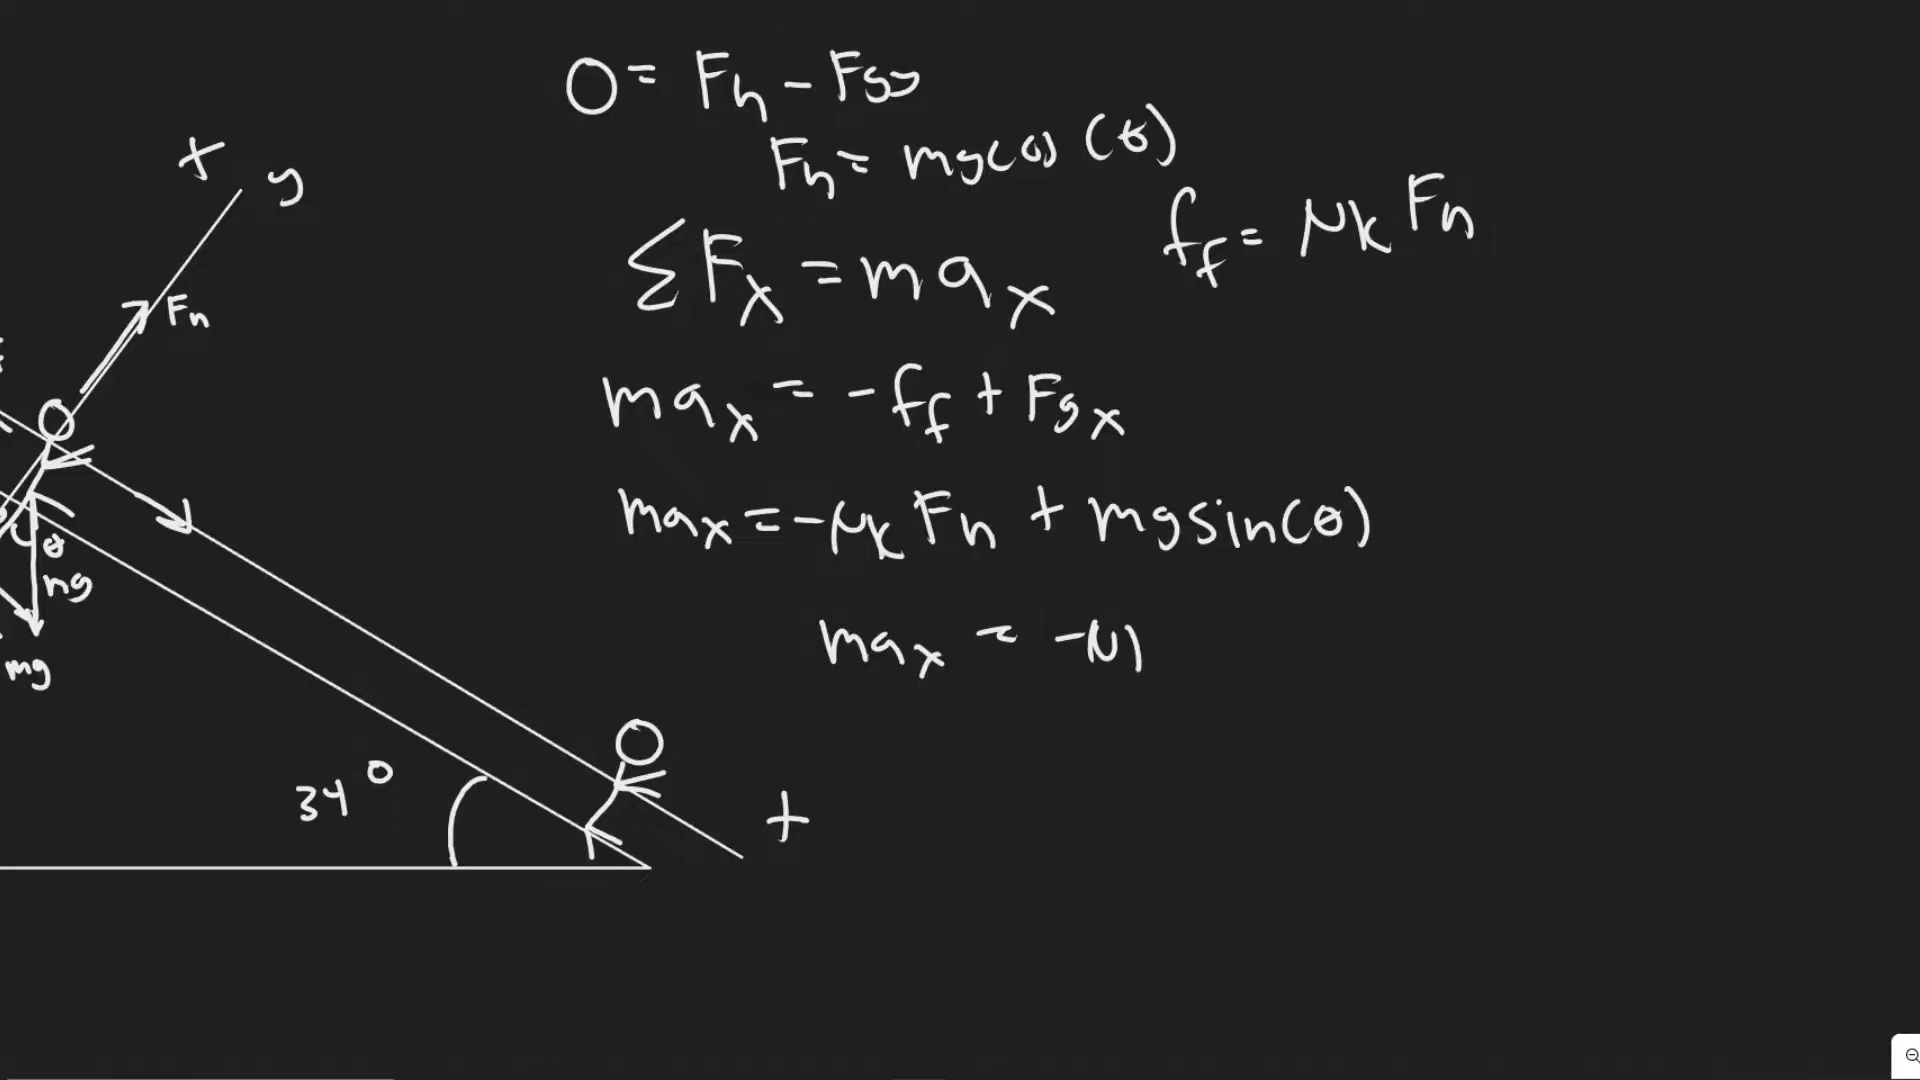 0 = Fn - Fgy
Fn = mgcos(θ)
+ y
ff = μk Fn
ΣFx = max
Fn
max = -ff + Fgx
max = -μk Fn + mgsin(θ)
θ
mg
max = -μ
mg
34°
+